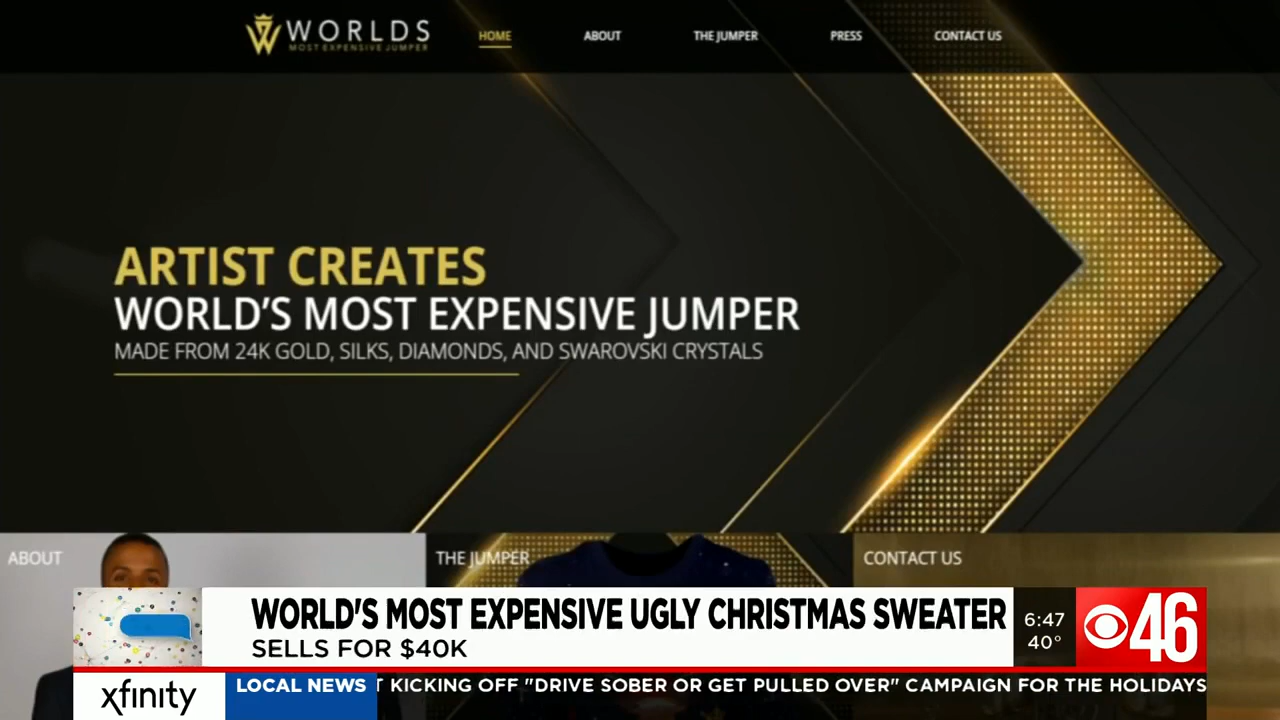 WORLDS
MOST EXPENSIVE JUMPER
HOME
ABOUT
THE JUMPER
PRESS
CONTACT US
ARTIST CREATES
WORLD'S MOST EXPENSIVE JUMPER
MADE FROM 24K GOLD, SILKS, DIAMONDS, AND SWAROVSKI CRYSTALS
ABOUT
THE JUMPER
CONTACT US
WORLD'S MOST EXPENSIVE UGLY CHRISTMAS SWEATER
SELLS FOR $40K
6:47
40°
46
xfinity
LOCAL NEWS
T KICKING OFF "DRIVE SOBER OR GET PULLED OVER" CAMPAIGN FOR THE HOLIDAYS